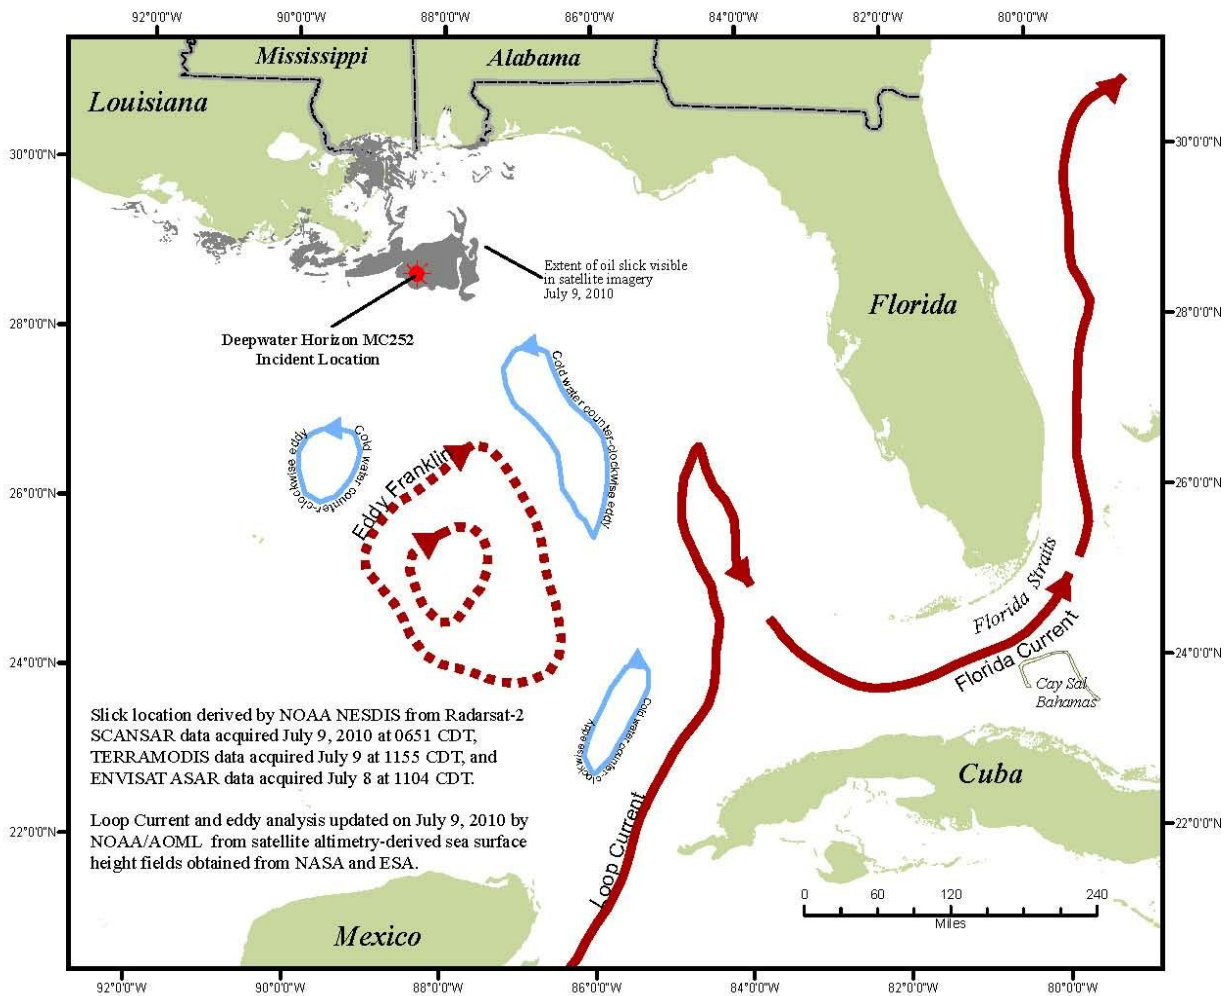 92°0'0"W 90°0'0"W 88°0'0"W 86°0'0"W 84°0'0"W 82°0'0"W 80°0'0"W
Mississippi
Alabama
Louisiana
30°0'0"N
30°0'0"N
Extent of oil slick visible
in satellite imagery
July 9, 2010
Florida
28°0'0"N
28°0'0"N
Deepwater Horizon MC252
Incident Location
Cold water counter-clockwise eddy
Cold water counter-clockwise eddy
Eddy Franklin
26°0'0"N
26°0'0"N
Florida Straits
Florida Current
24°0'0"N
24°0'0"N
Cay Sal
Bahamas
Cold water counter-clockwise eddy
Slick location derived by NOAA NESDIS from Radarsat-2
SCANSAR data acquired July 9, 2010 at 0651 CDT,
TERRAMODIS data acquired July 9 at 1155 CDT, and
ENVISAT ASAR data acquired July 8 at 1104 CDT.
Cuba
Loop Current and eddy analysis updated on July 9, 2010 by
NOAA/AOML from satellite altimetry-derived sea surface
height fields obtained from NASA and ESA.
22°0'0"N
22°0'0"N
Loop Current
0 60 120 240
Miles
Mexico
92°0'0"W 90°0'0"W 88°0'0"W 86°0'0"W 84°0'0"W 82°0'0"W 80°0'0"W